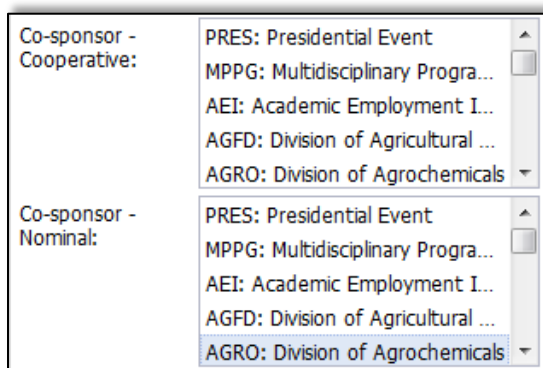 Co-sponsor -
Cooperative:
PRES: Presidential Event
MPPG: Multidisciplinary Progra...
AEI: Academic Employment I...
AGFD: Division of Agricultural ...
AGRO: Division of Agrochemicals
Co-sponsor -
Nominal:
PRES: Presidential Event
MPPG: Multidisciplinary Progra...
AEI: Academic Employment I...
AGFD: Division of Agricultural ...
AGRO: Division of Agrochemicals